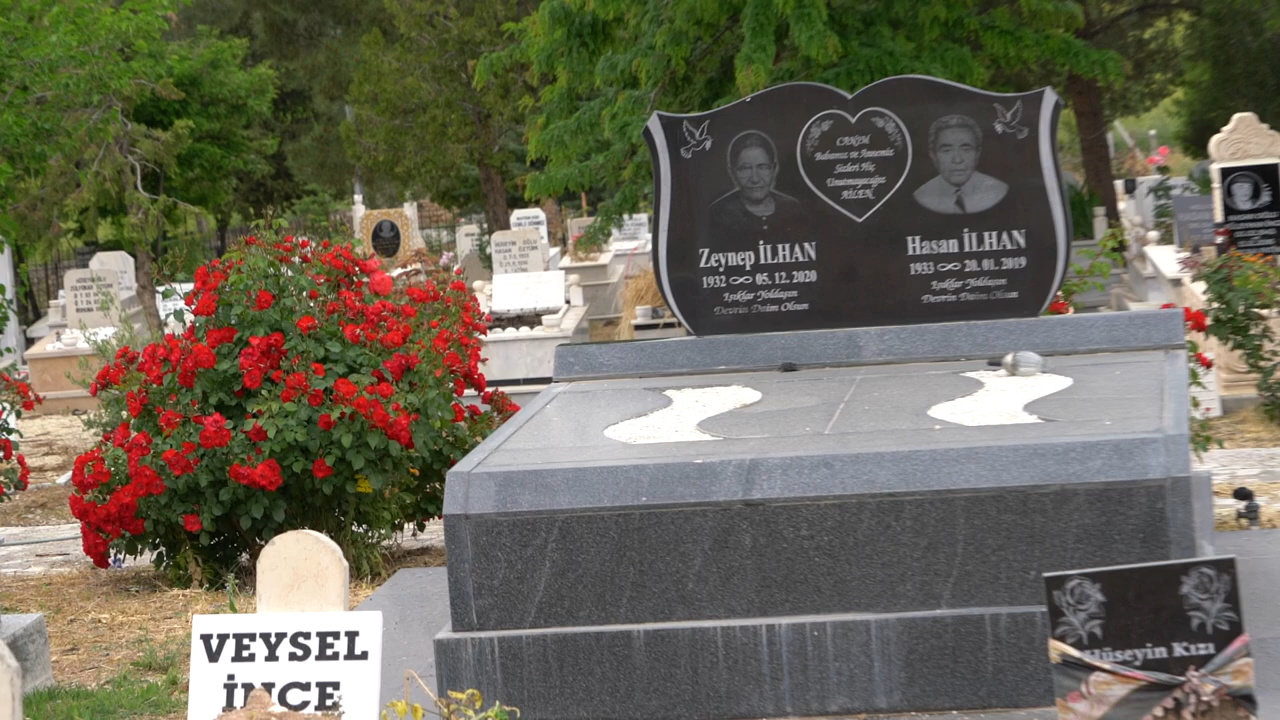 CANIM
Babamız ve Annemiz
Sizleri Hiç
Unutmayacağız
AİLEN
Zeynep İLHAN
1932 ∞ 05. 12. 2020
Işıklar Yoldaşın
Devrin Daim Olsun
Hasan İLHAN
1933 ∞ 20. 01. 2019
Işıklar Yoldaşın
Devrin Daim Olsun
VEYSEL
İNCE
Hüseyin Kızı